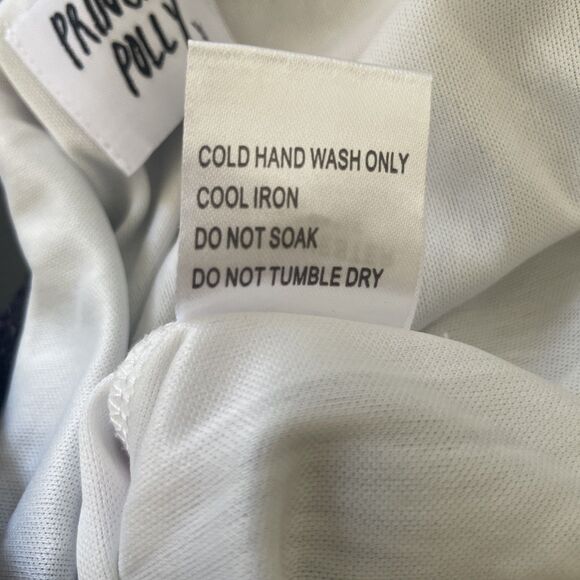 POLLY
COLD HAND WASH ONLY
COOL IRON
DO NOT SOAK
DO NOT TUMBLE DRY